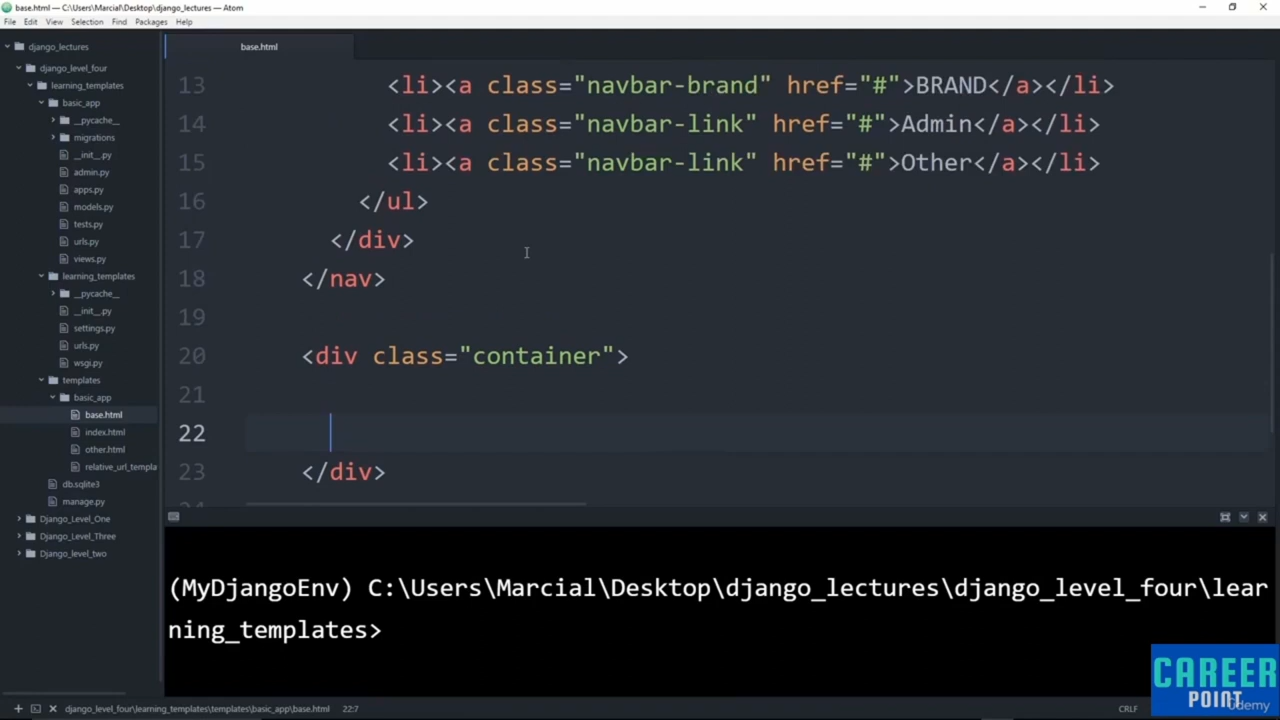 base.html — C:\Users\Marcial\Desktop\django_lectures — Atom
File Edit View Selection Find Packages Help
django_lectures
django_level_four
learning_templates
basic_app
__pycache__
migrations
__init__.py
admin.py
apps.py
models.py
tests.py
urls.py
views.py
learning_templates
__pycache__
__init__.py
settings.py
urls.py
wsgi.py
templates
basic_app
base.html
index.html
other.html
relative_url_templa
db.sqlite3
manage.py
Django_Level_One
Django_Level_Three
Django_level_two
base.html
13 <li><a class="navbar-brand" href="#">BRAND</a></li>
14 <li><a class="navbar-link" href="#">Admin</a></li>
15 <li><a class="navbar-link" href="#">Other</a></li>
16 </ul>
17 </div>
18 </nav>
19
20 <div class="container">
21
22
23 </div>
(MyDjangoEnv) C:\Users\Marcial\Desktop\django_lectures\django_level_four\lear
ning_templates>
django_level_four\learning_templates\templates\basic_app\base.html 22:7 CRLF
CAREER
POINT
Udemy